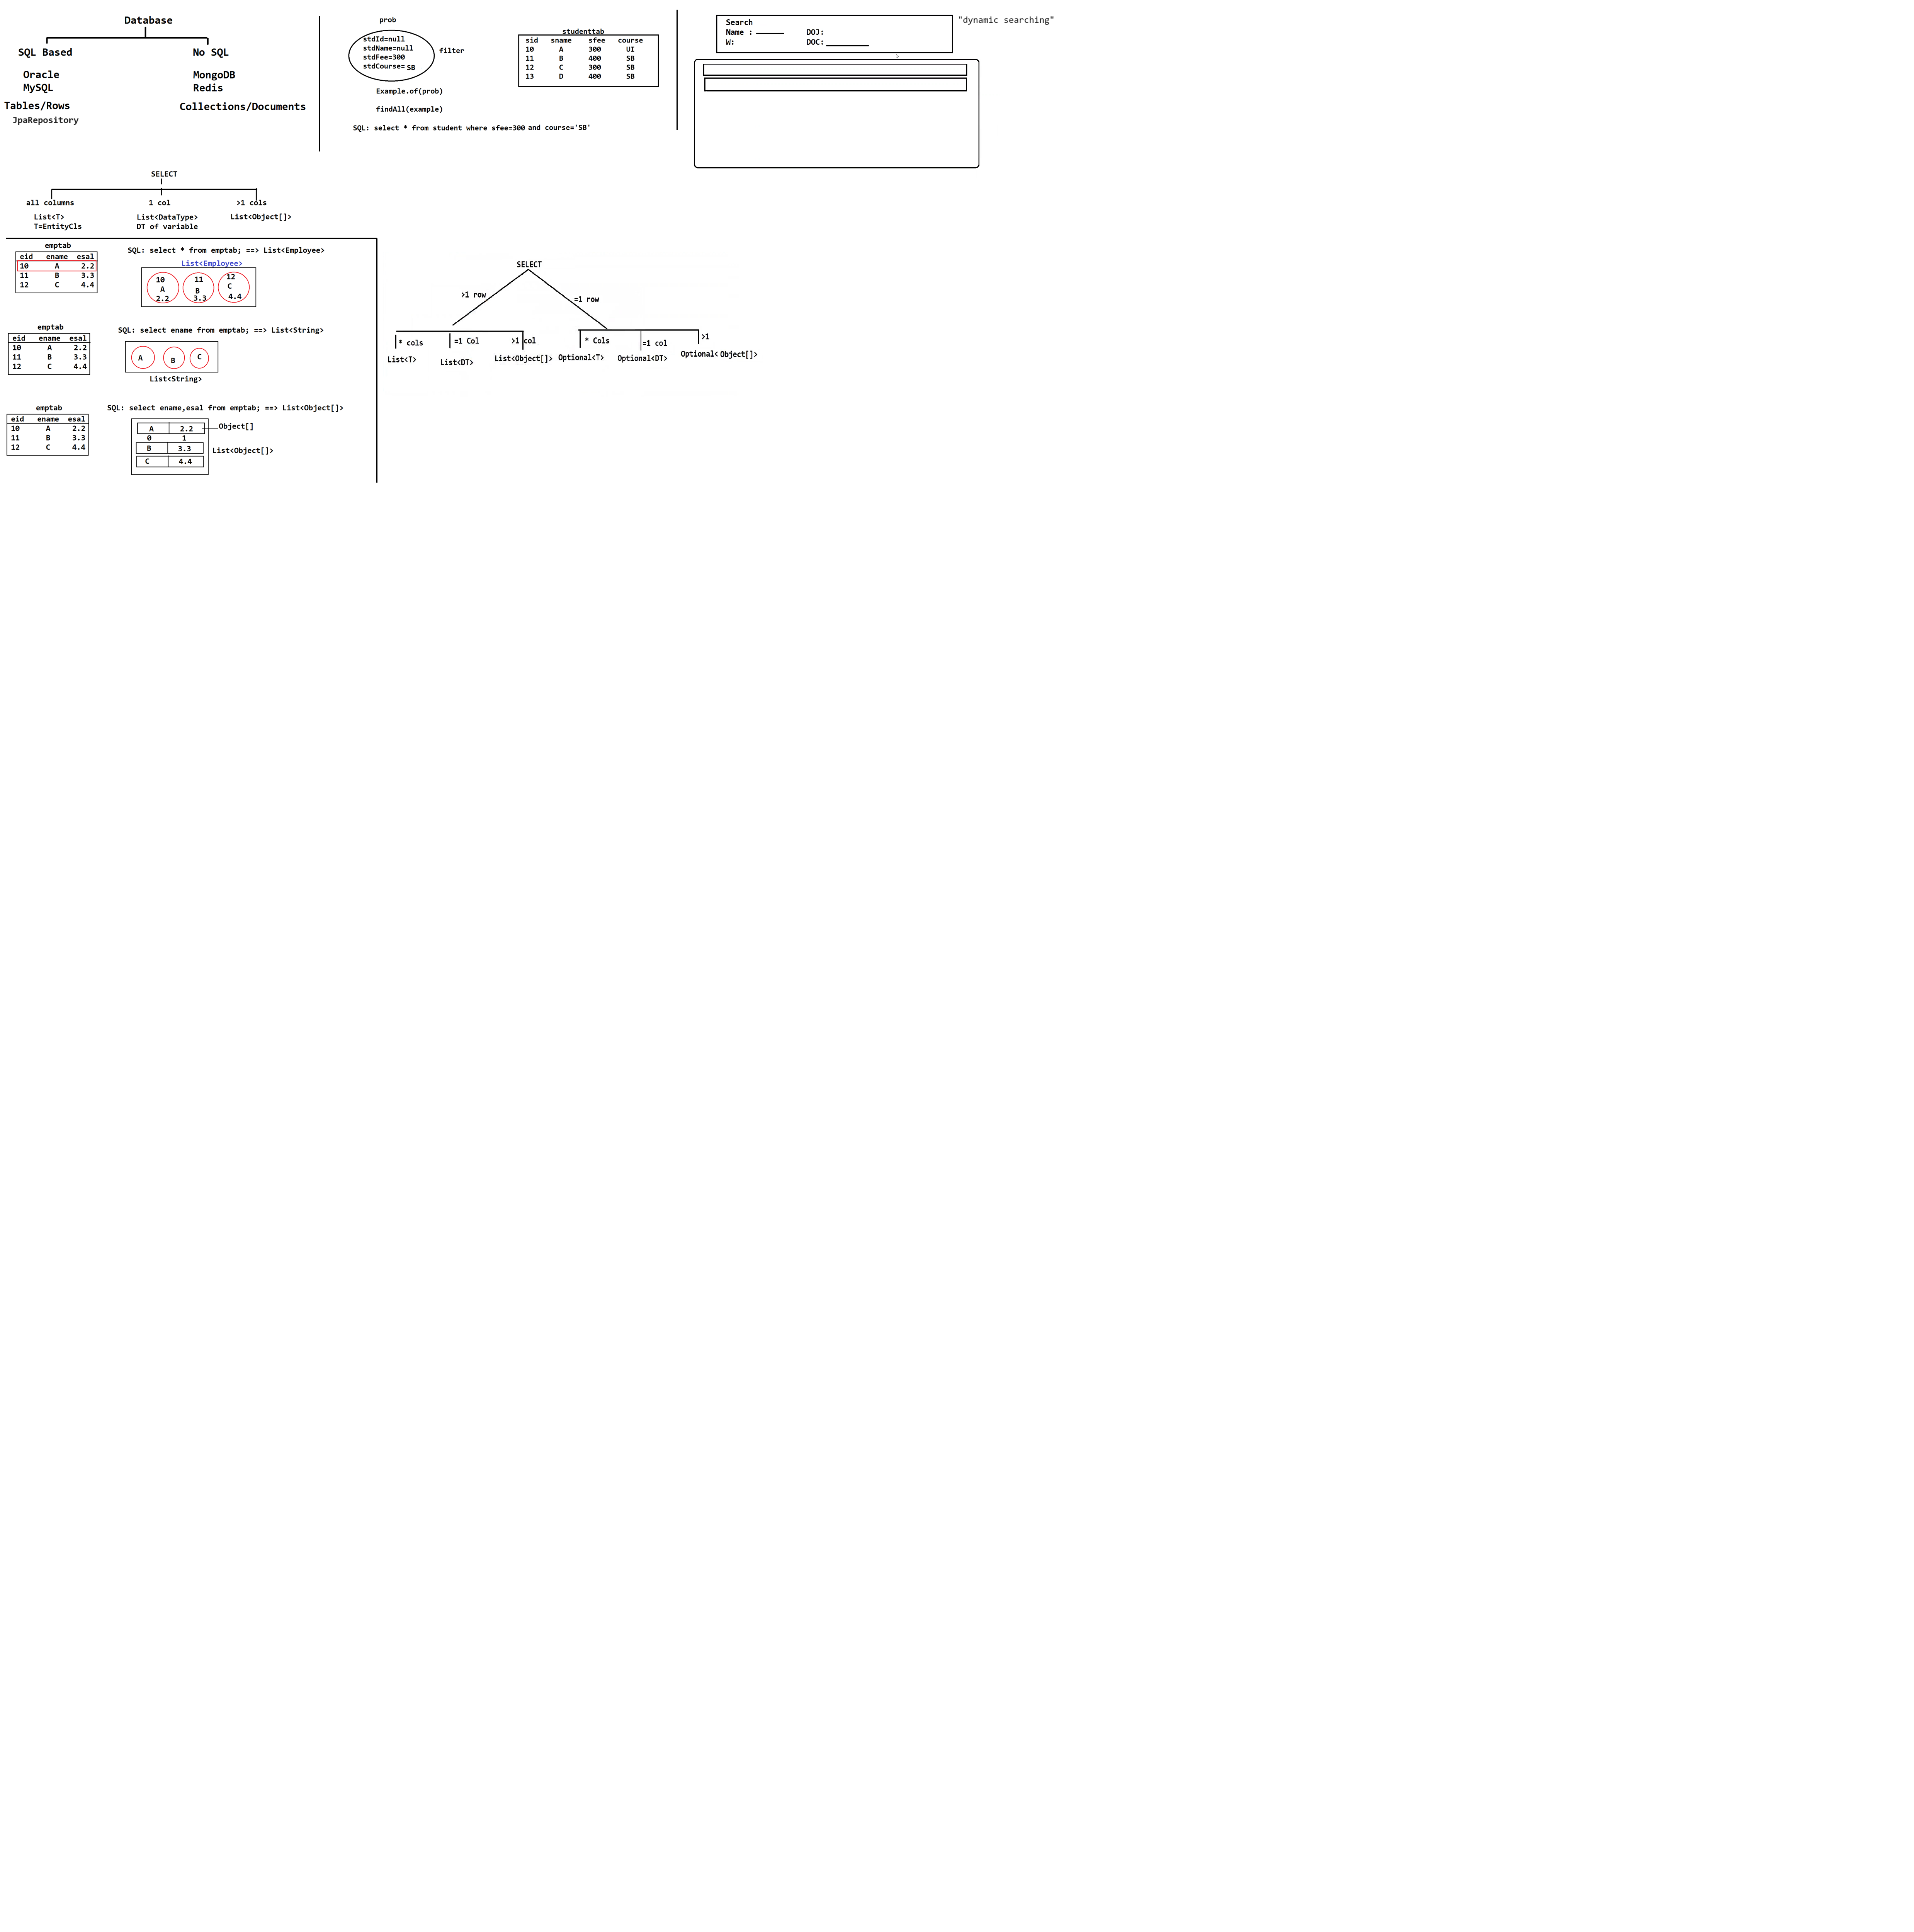 Database
SQL Based
No SQL
Oracle
MySQL
MongoDB
Redis
Tables/Rows
Collections/Documents
JpaRepository
prob
stdId=null
stdName=null
stdFee=300
stdCourse= SB
filter
Example.of(prob)
findAll(example)
SQL: select * from student where sfee=300 and course='SB'
studenttab
sid sname sfee course
10 A 300 UI
11 B 400 SB
12 C 300 SB
13 D 400 SB
Search
Name : DOJ:
W: DOC:
"dynamic searching"
SELECT
all columns
1 col
>1 cols
List<T>
T=EntityCls
List<DataType>
DT of variable
List<Object[]>
emptab
eid ename esal
10 A 2.2
11 B 3.3
12 C 4.4
SQL: select * from emptab; ==> List<Employee>
List<Employee>
10
A
2.2
11
B
3.3
12
C
4.4
emptab
eid ename esal
10 A 2.2
11 B 3.3
12 C 4.4
SQL: select ename from emptab; ==> List<String>
A B C
List<String>
emptab
eid ename esal
10 A 2.2
11 B 3.3
12 C 4.4
SQL: select ename,esal from emptab; ==> List<Object[]>
A 2.2
0 1
B 3.3
C 4.4
Object[]
List<Object[]>
SELECT
>1 row
=1 row
* cols
=1 Col
>1 col
* Cols
=1 col
>1
List<T>
List<DT>
List<Object[]>
Optional<T>
Optional<DT>
Optional< Object[]>